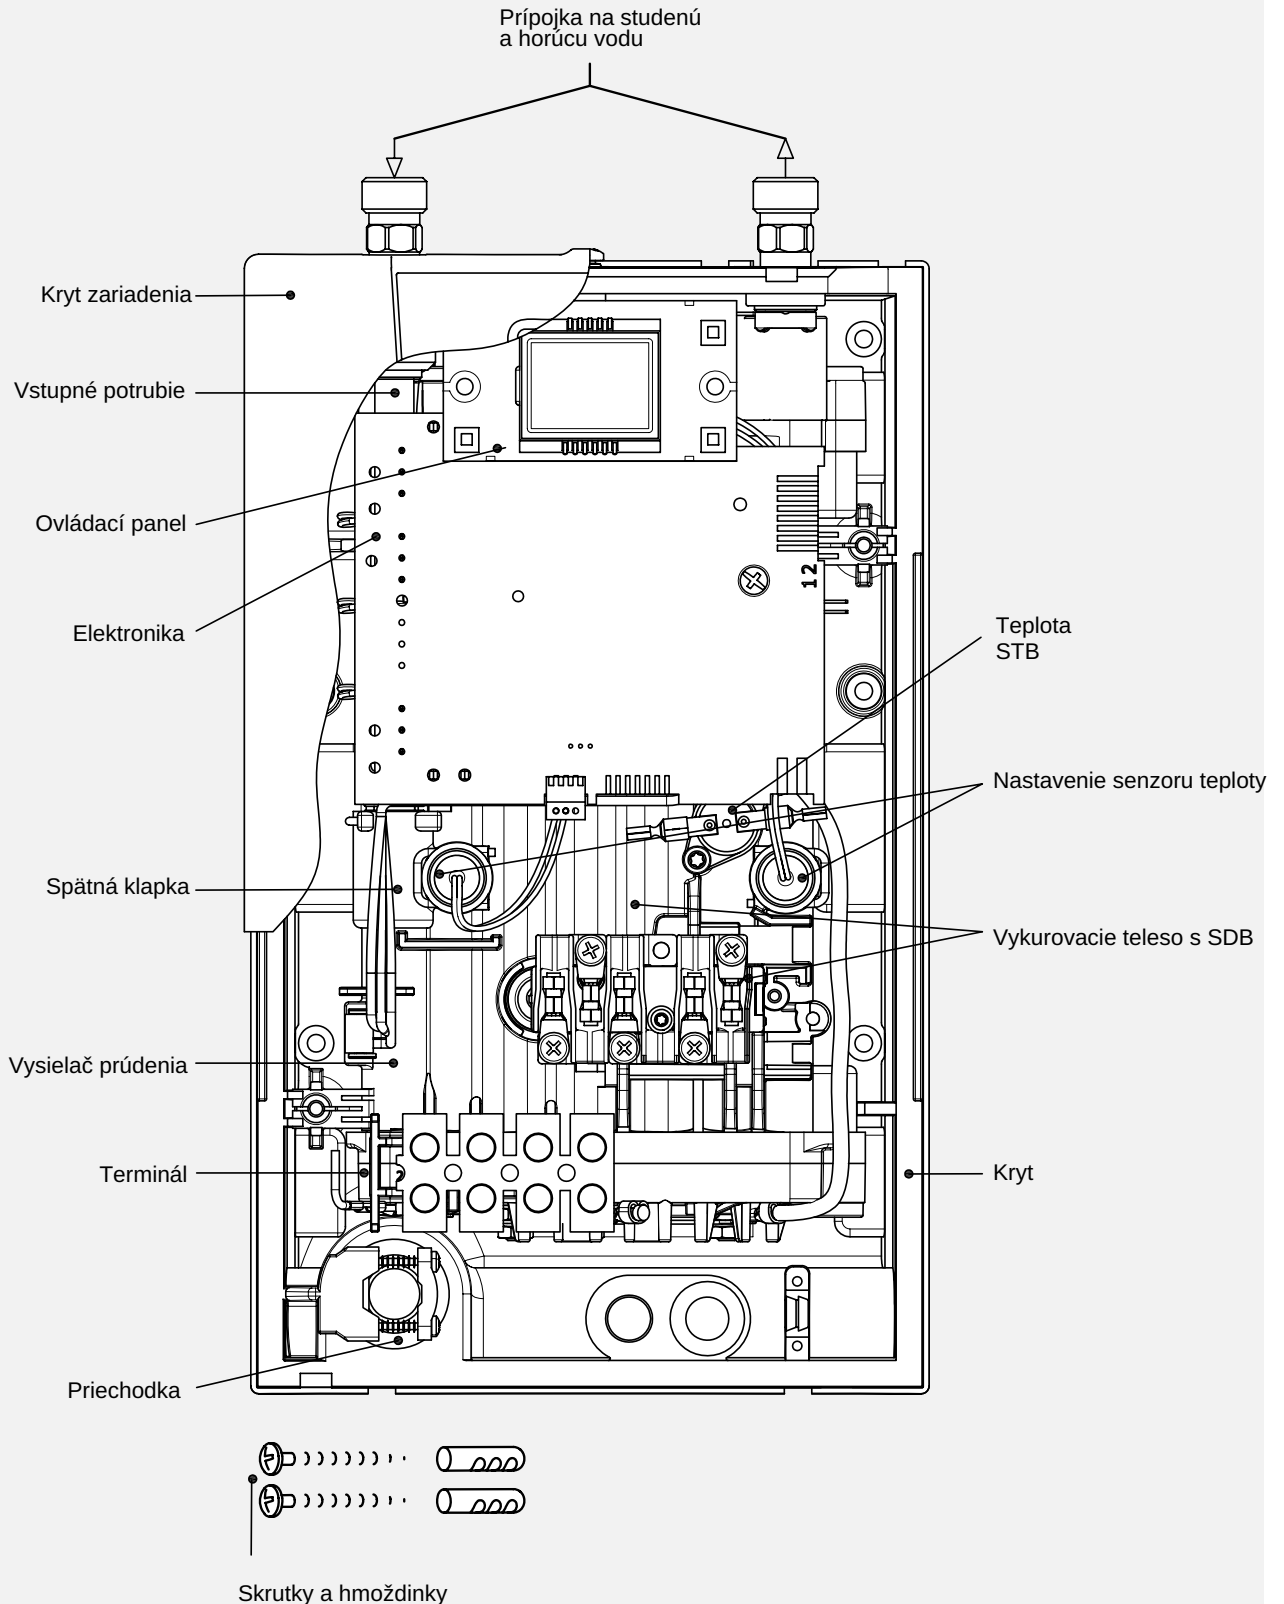 Prípojka na studenú
a horúcu vodu
Kryt zariadenia
Vstupné potrubie
Ovládací panel
Elektronika
12
Teplota
STB
Nastavenie senzoru teploty
Spätná klapka
Vykurovacie teleso s SDB
Vysielač prúdenia
Terminál
Kryt
Priechodka
Skrutky a hmoždinky